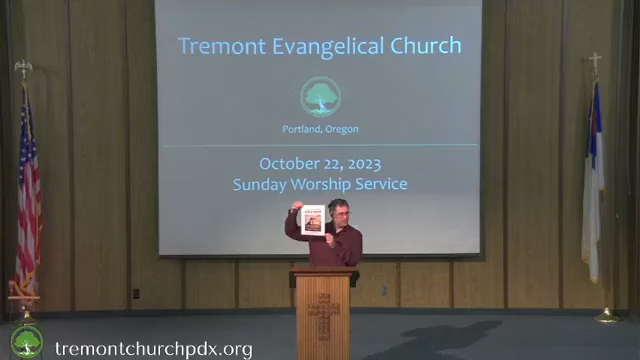 Tremont Evangelical Church
Portland, Oregon
October 22, 2023
Sunday Worship Service
tremontchurchpdx.org